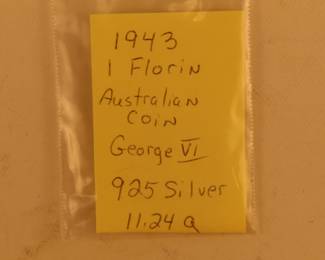 1943
1 Florin
Australian
Coin
George VI
925 Silver
11.24 g